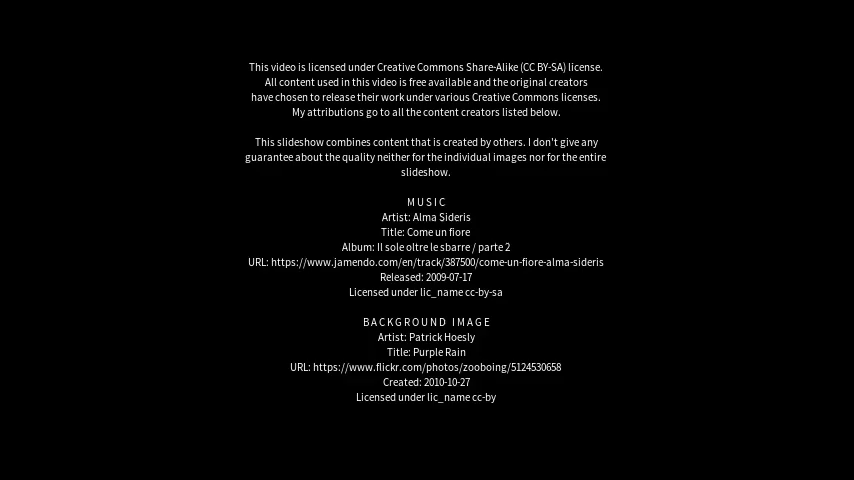 This video is licensed under Creative Commons Share-Alike (CC BY-SA) license.
All content used in this video is free available and the original creators
have chosen to release their work under various Creative Commons licenses.
My attributions go to all the content creators listed below.
This slideshow combines content that is created by others. I don't give any
guarantee about the quality neither for the individual images nor for the entire
slideshow.
MUSIC
Artist: Alma Sideris
Title: Come un fiore
Album: Il sole oltre le sbarre / parte 2
URL: https://www.jamendo.com/en/track/387500/come-un-fiore-alma-sideris
Released: 2009-07-17
Licensed under lic_name cc-by-sa
BACKGROUND IMAGE
Artist: Patrick Hoesly
Title: Purple Rain
URL: https://www.flickr.com/photos/zooboing/5124530658
Created: 2010-10-27
Licensed under lic_name cc-by